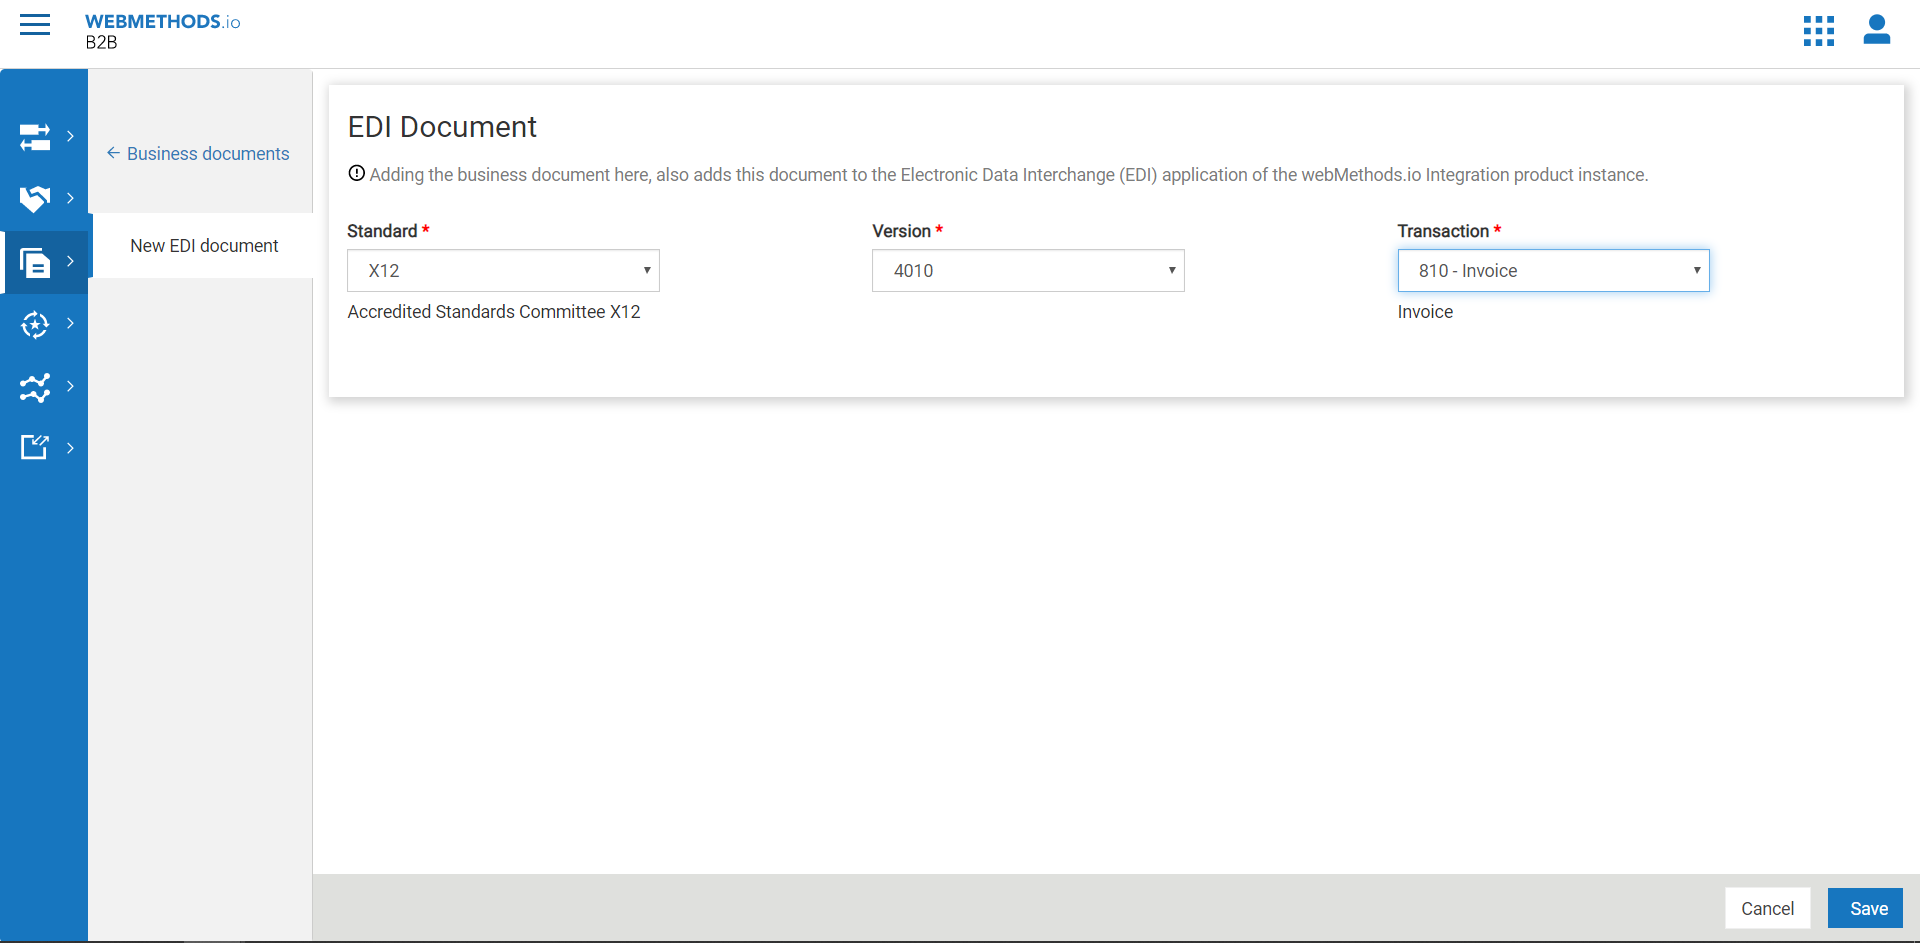 WEBMETHODS.io
B2B
← Business documents
New EDI document
EDI Document
Adding the business document here, also adds this document to the Electronic Data Interchange (EDI) application of the webMethods.io Integration product instance.
Standard * Version * Transaction *
X12 4010 810 - Invoice
Accredited Standards Committee X12 Invoice
Cancel Save